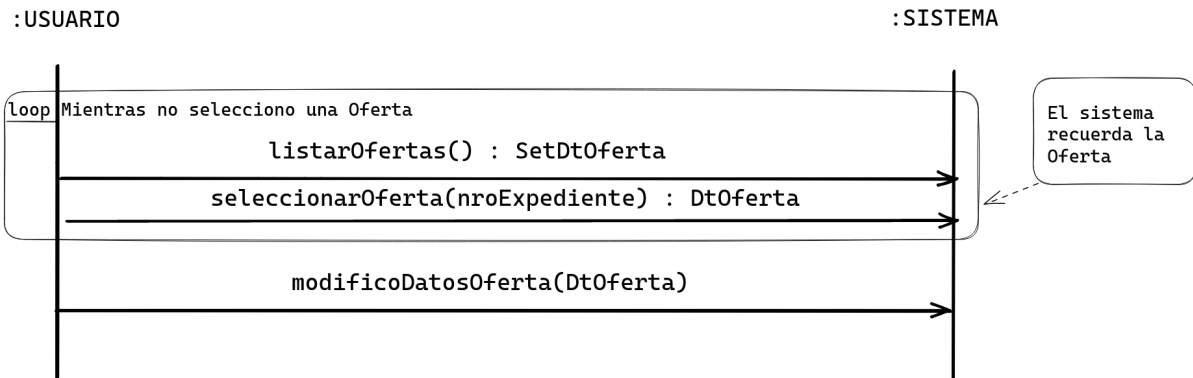 :USUARIO
:SISTEMA
loop Mientras no selecciono una Oferta
listarOfertas() : SetDtOferta
seleccionarOferta(nroExpediente) : DtOferta
modificoDatosOferta(DtOferta)
El sistema
recuerda la
Oferta